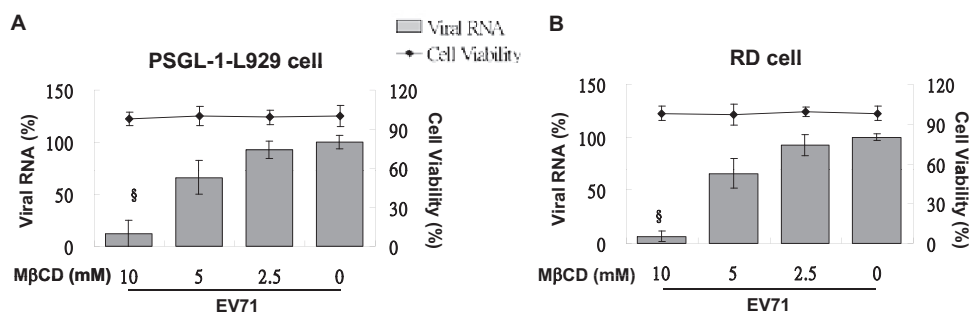 A
Viral RNA
Cell Viability
PSGL-1-L929 cell
Viral RNA (%)
150
100
50
0
§
120
90
60
30
0
Cell Viability (%)
MβCD (mM) 10 5 2.5 0
EV71
B
RD cell
Viral RNA (%)
150
100
50
0
§
120
90
60
30
0
Cell Viability (%)
MβCD (mM) 10 5 2.5 0
EV71